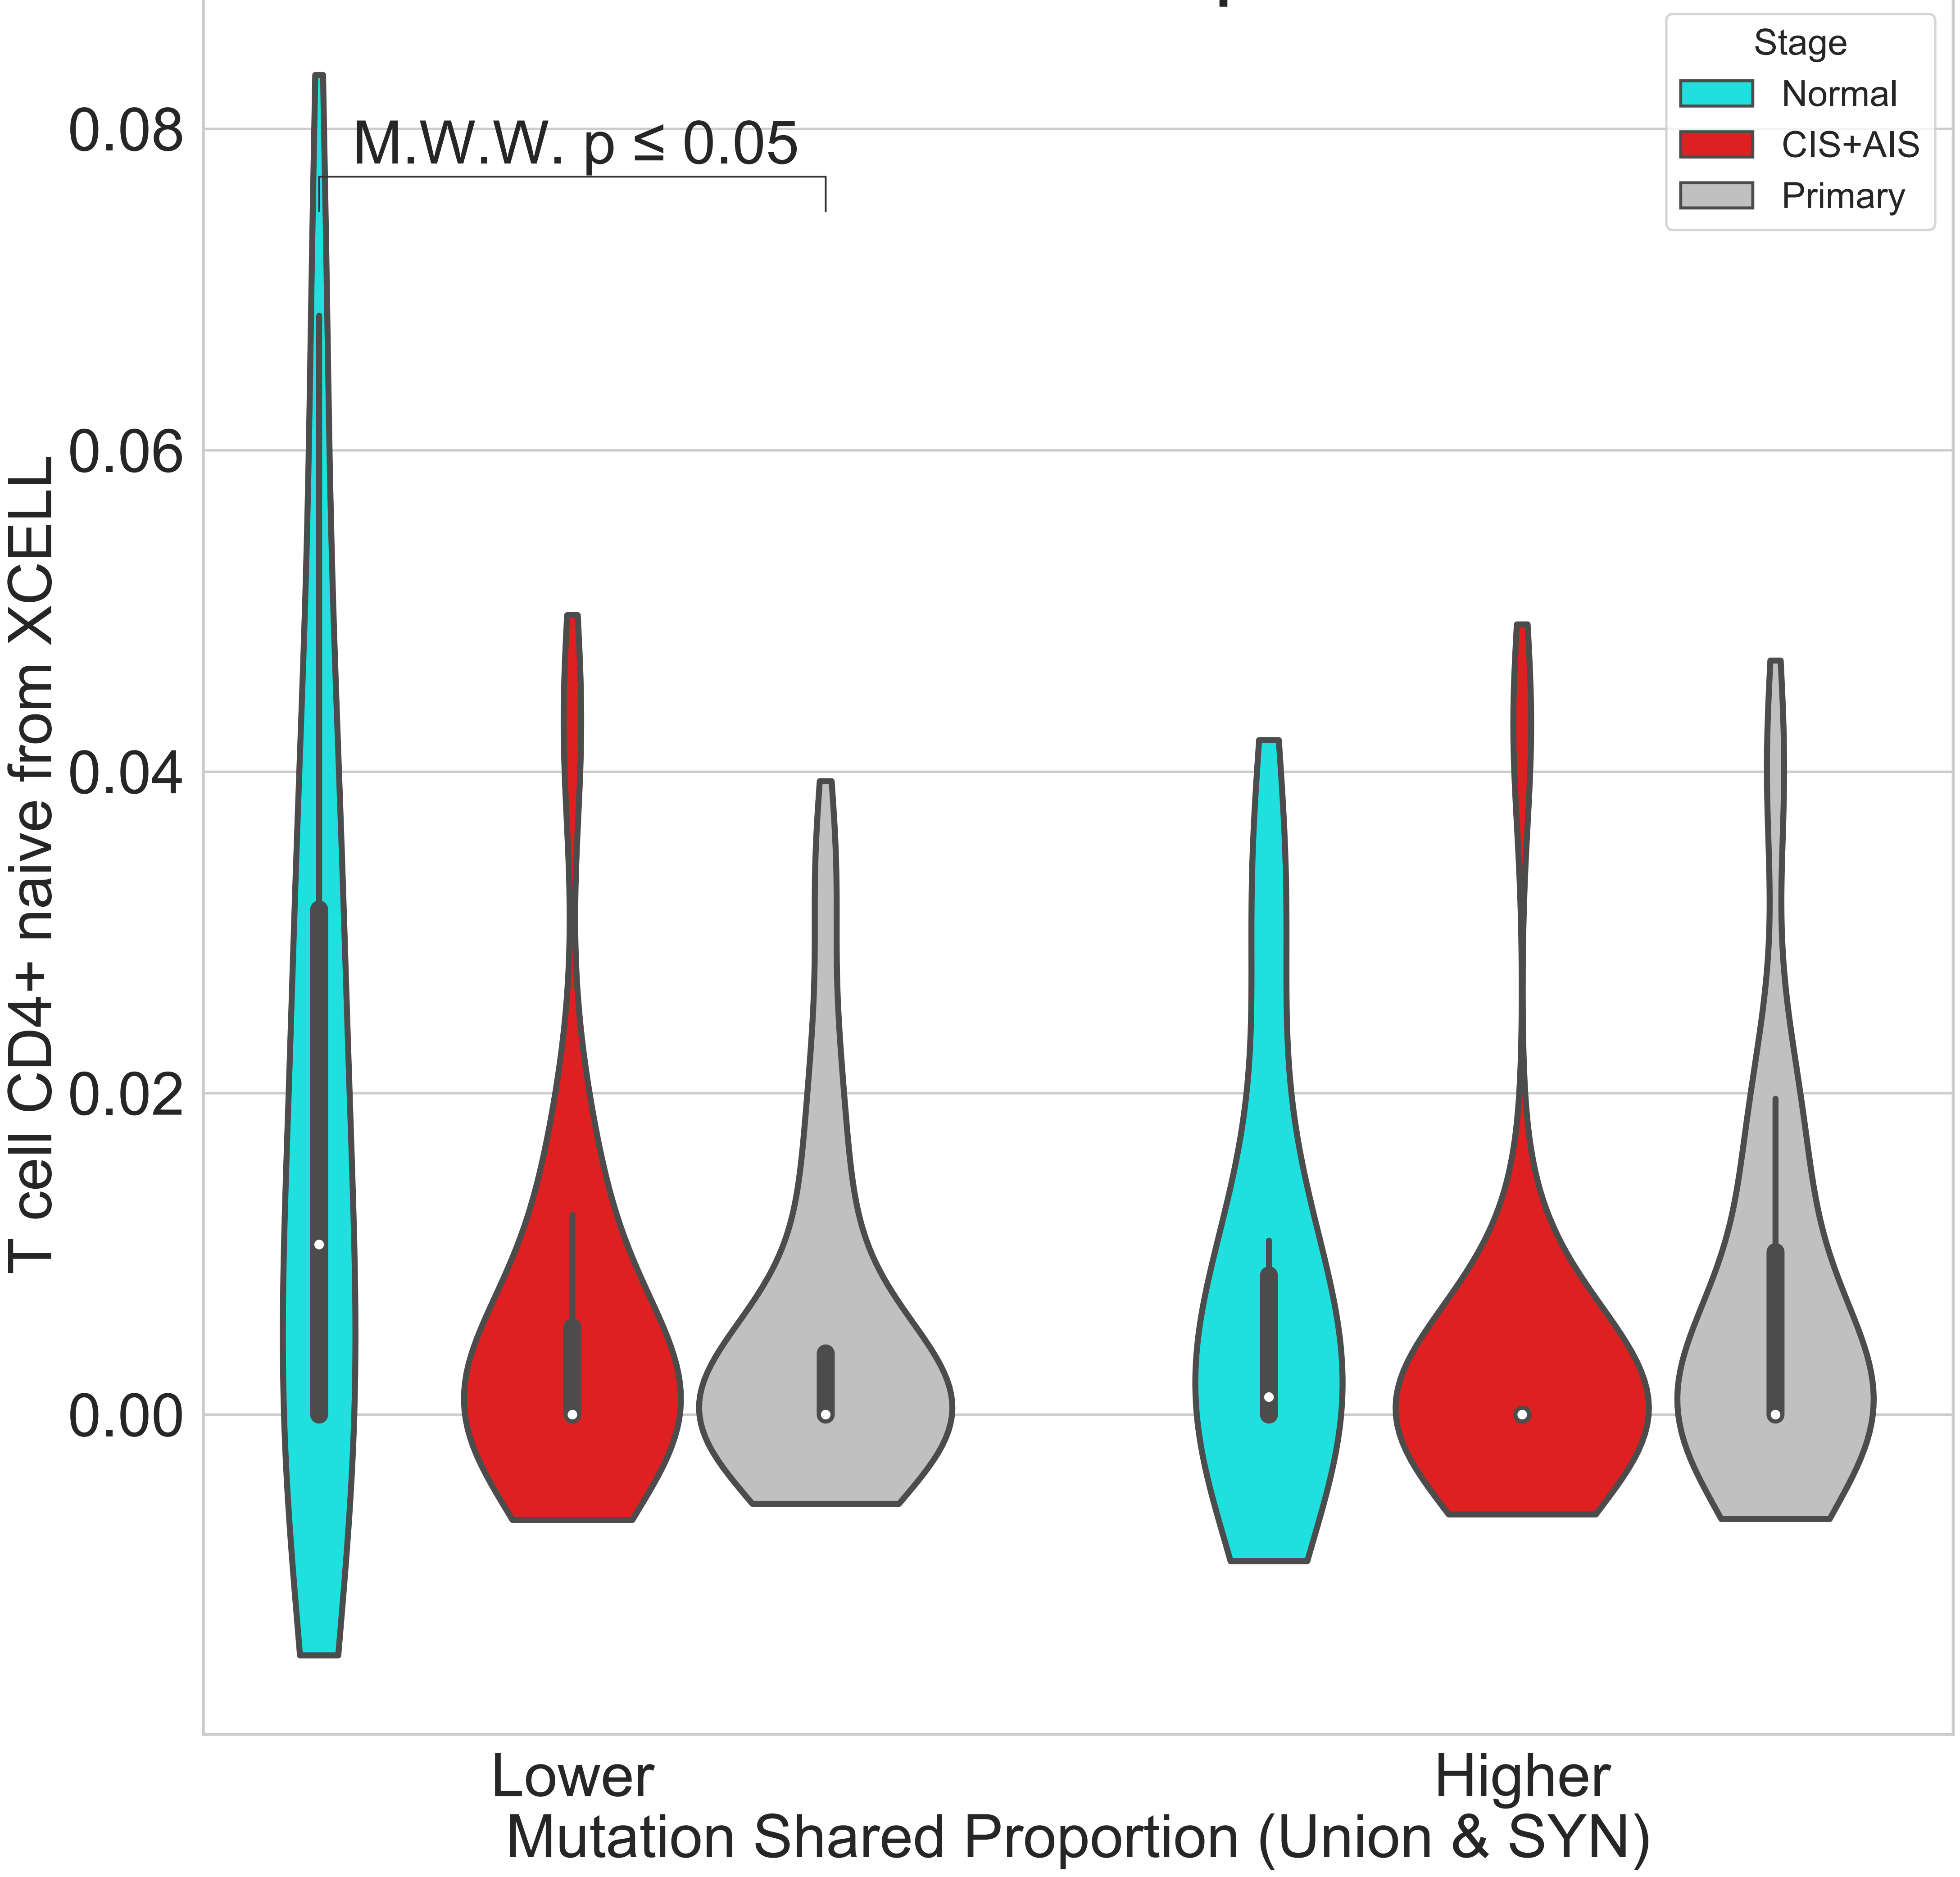 Stage
Normal
CIS+AIS
Primary
M.W.W. p ≤ 0.05
0.08
0.06
0.04
0.02
0.00
T cell CD4+ naive from XCELL
Lower
Higher
Mutation Shared Proportion (Union & SYN)